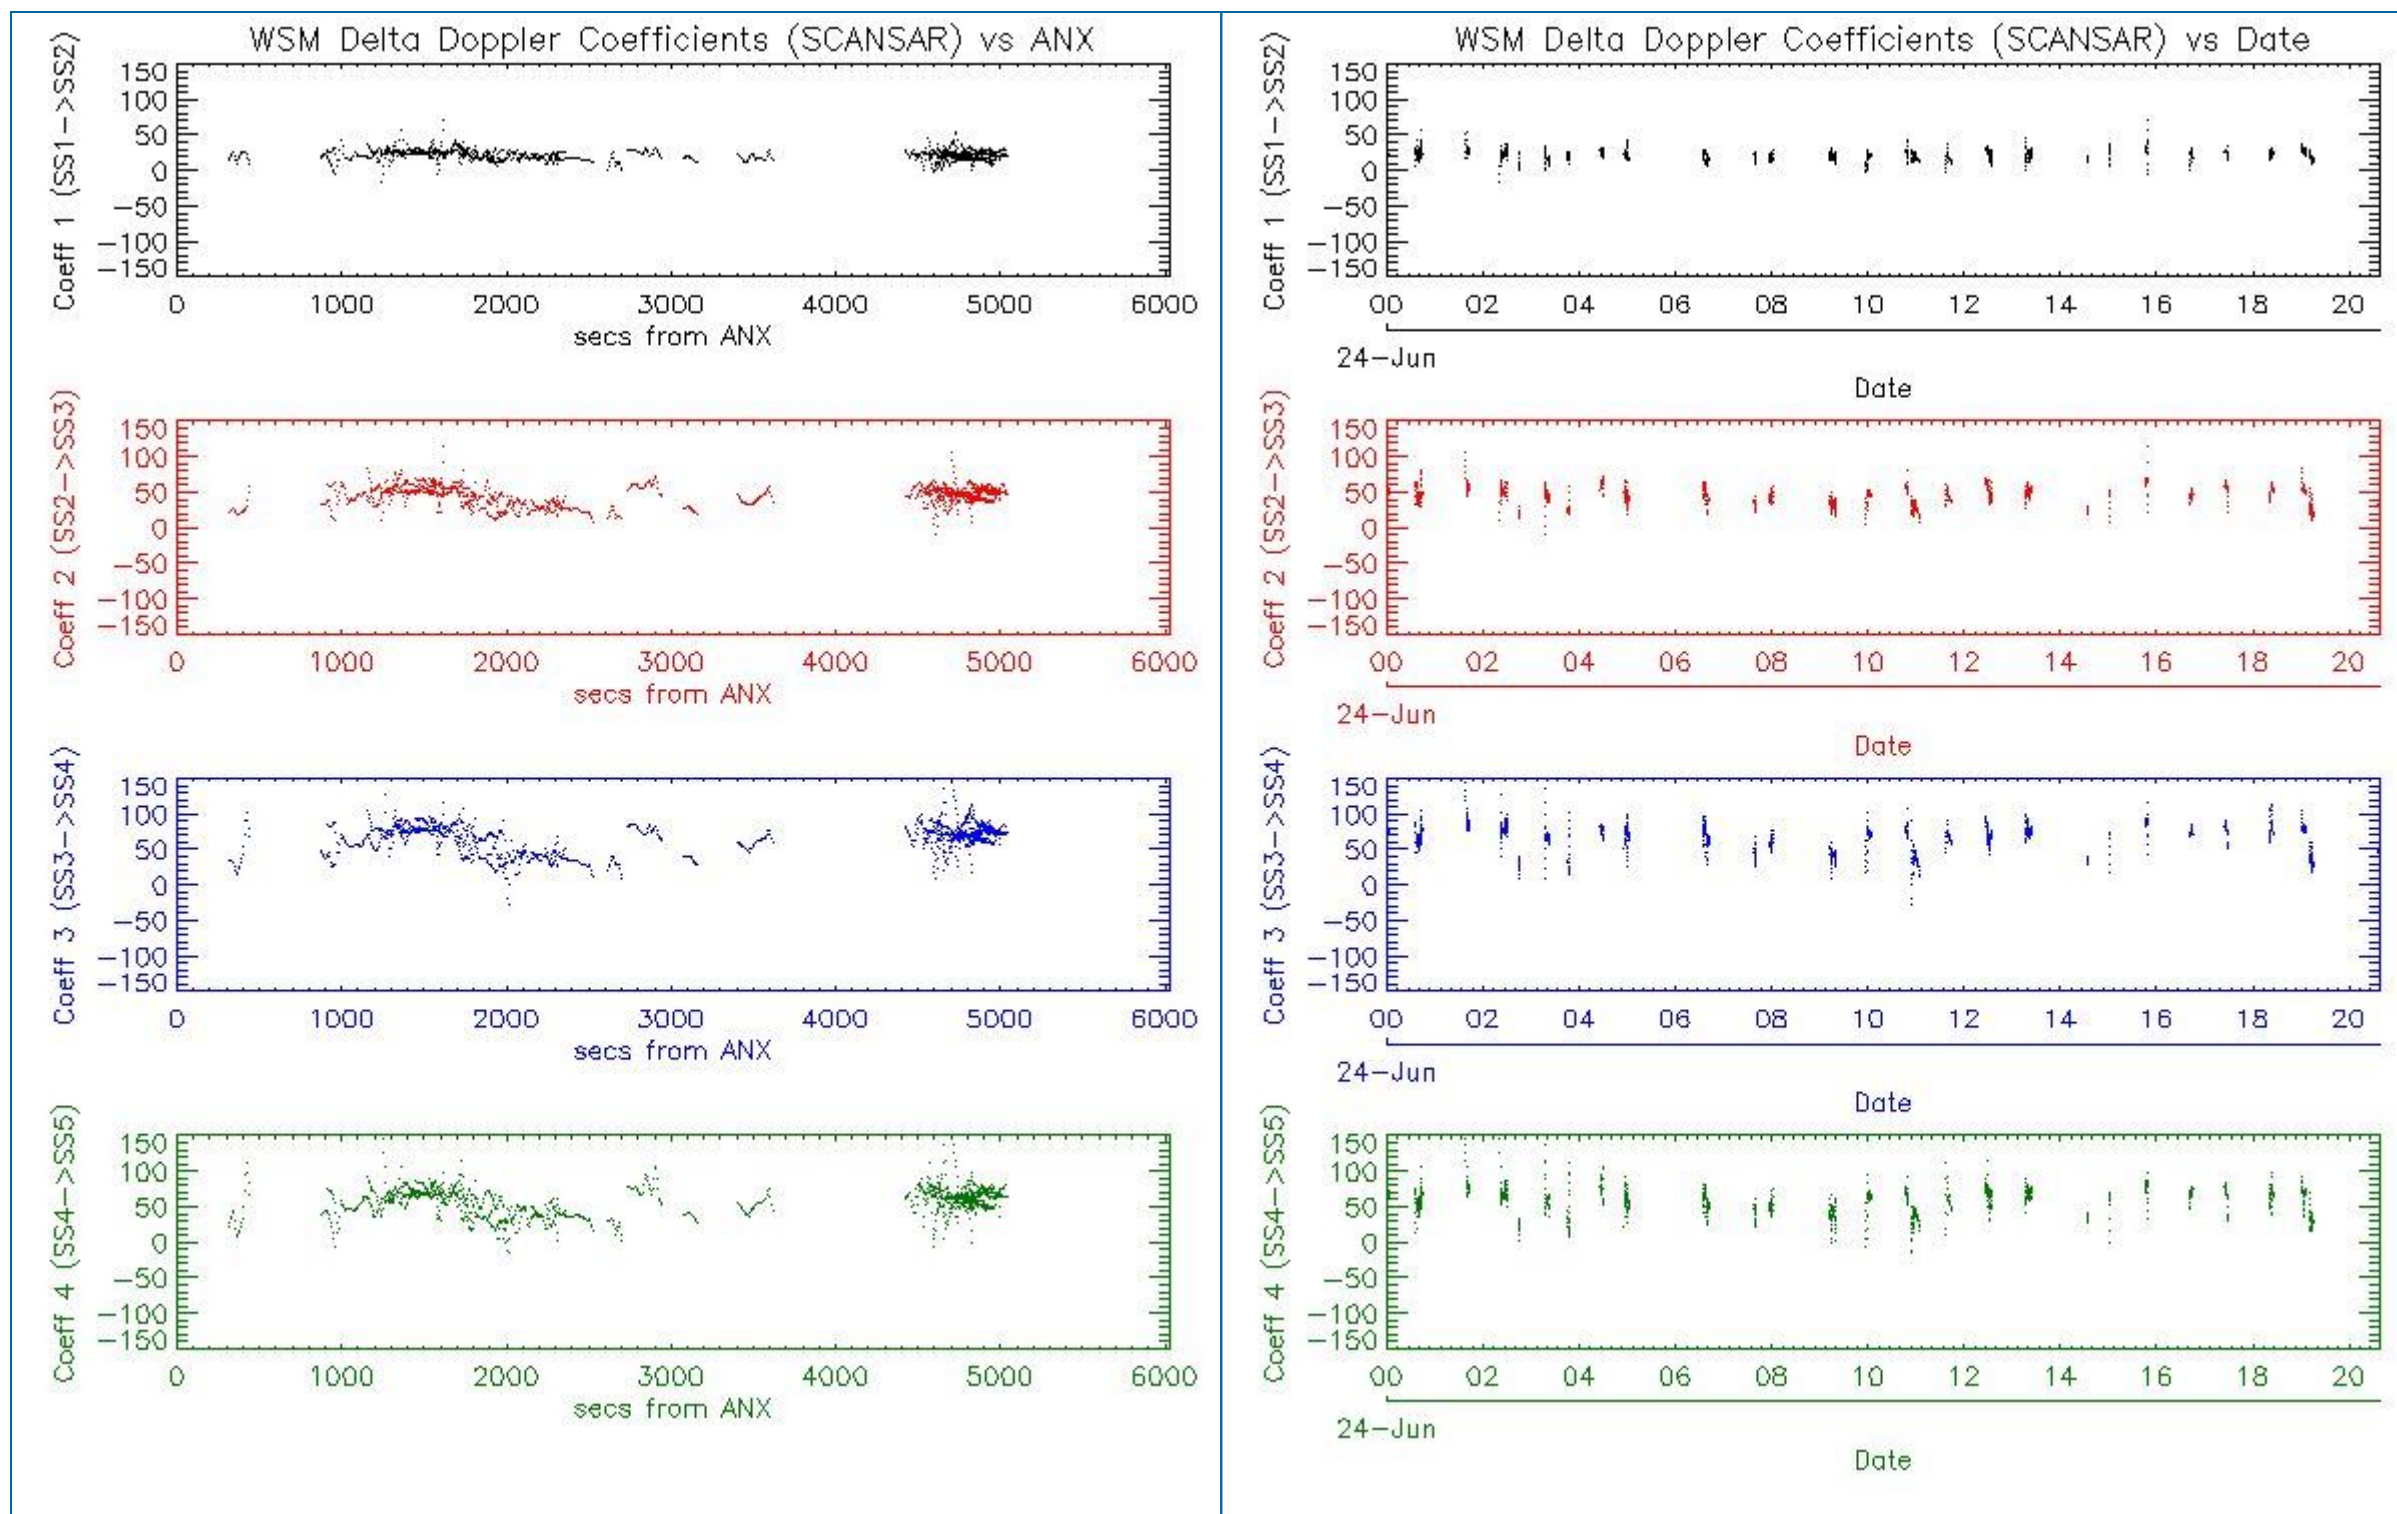 WSM Delta Doppler Coefficients (SCANSAR) vs ANX
Coeff 1 (SS1->SS2)
150
100
50
0
-50
-100
-150
0 1000 2000 3000 4000 5000 6000
secs from ANX
Coeff 2 (SS2->SS3)
150
100
50
0
-50
-100
-150
0 1000 2000 3000 4000 5000 6000
secs from ANX
Coeff 3 (SS3->SS4)
150
100
50
0
-50
-100
-150
0 1000 2000 3000 4000 5000 6000
secs from ANX
Coeff 4 (SS4->SS5)
150
100
50
0
-50
-100
-150
0 1000 2000 3000 4000 5000 6000
secs from ANX
WSM Delta Doppler Coefficients (SCANSAR) vs Date
Coeff 1 (SS1->SS2)
150
100
50
0
-50
-100
-150
00 02 04 06 08 10 12 14 16 18 20
24-Jun
Date
Coeff 2 (SS2->SS3)
150
100
50
0
-50
-100
-150
00 02 04 06 08 10 12 14 16 18 20
24-Jun
Date
Coeff 3 (SS3->SS4)
150
100
50
0
-50
-100
-150
00 02 04 06 08 10 12 14 16 18 20
24-Jun
Date
Coeff 4 (SS4->SS5)
150
100
50
0
-50
-100
-150
00 02 04 06 08 10 12 14 16 18 20
24-Jun
Date